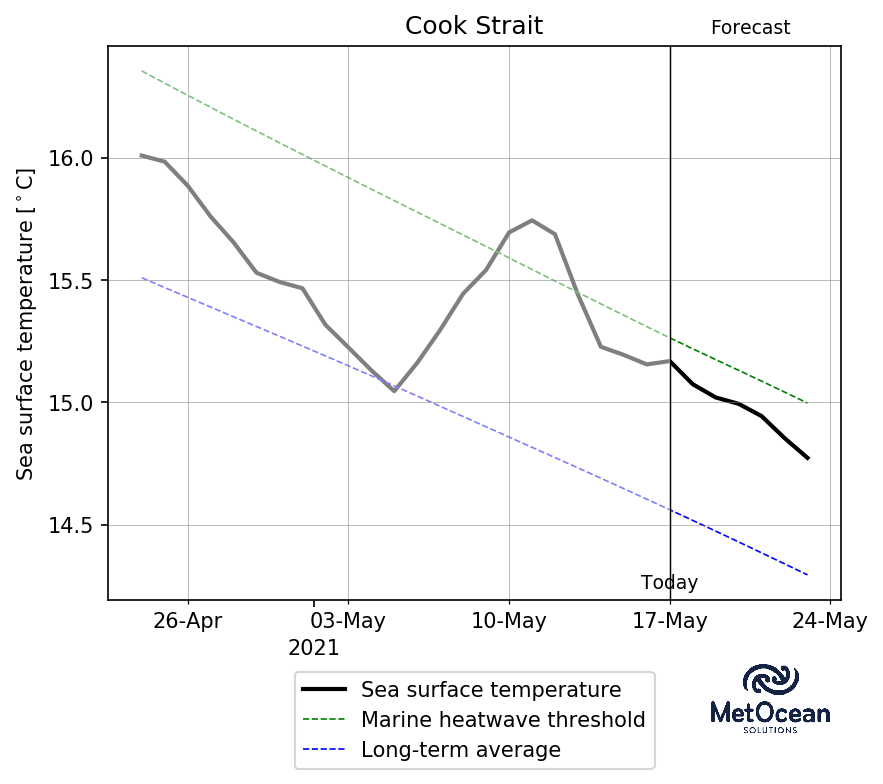 Cook Strait
Forecast
Sea surface temperature [°C]
16.0
15.5
15.0
14.5
Today
26-Apr 03-May 10-May 17-May 24-May
2021
Sea surface temperature
Marine heatwave threshold
Long-term average
MetOcean
SOLUTIONS